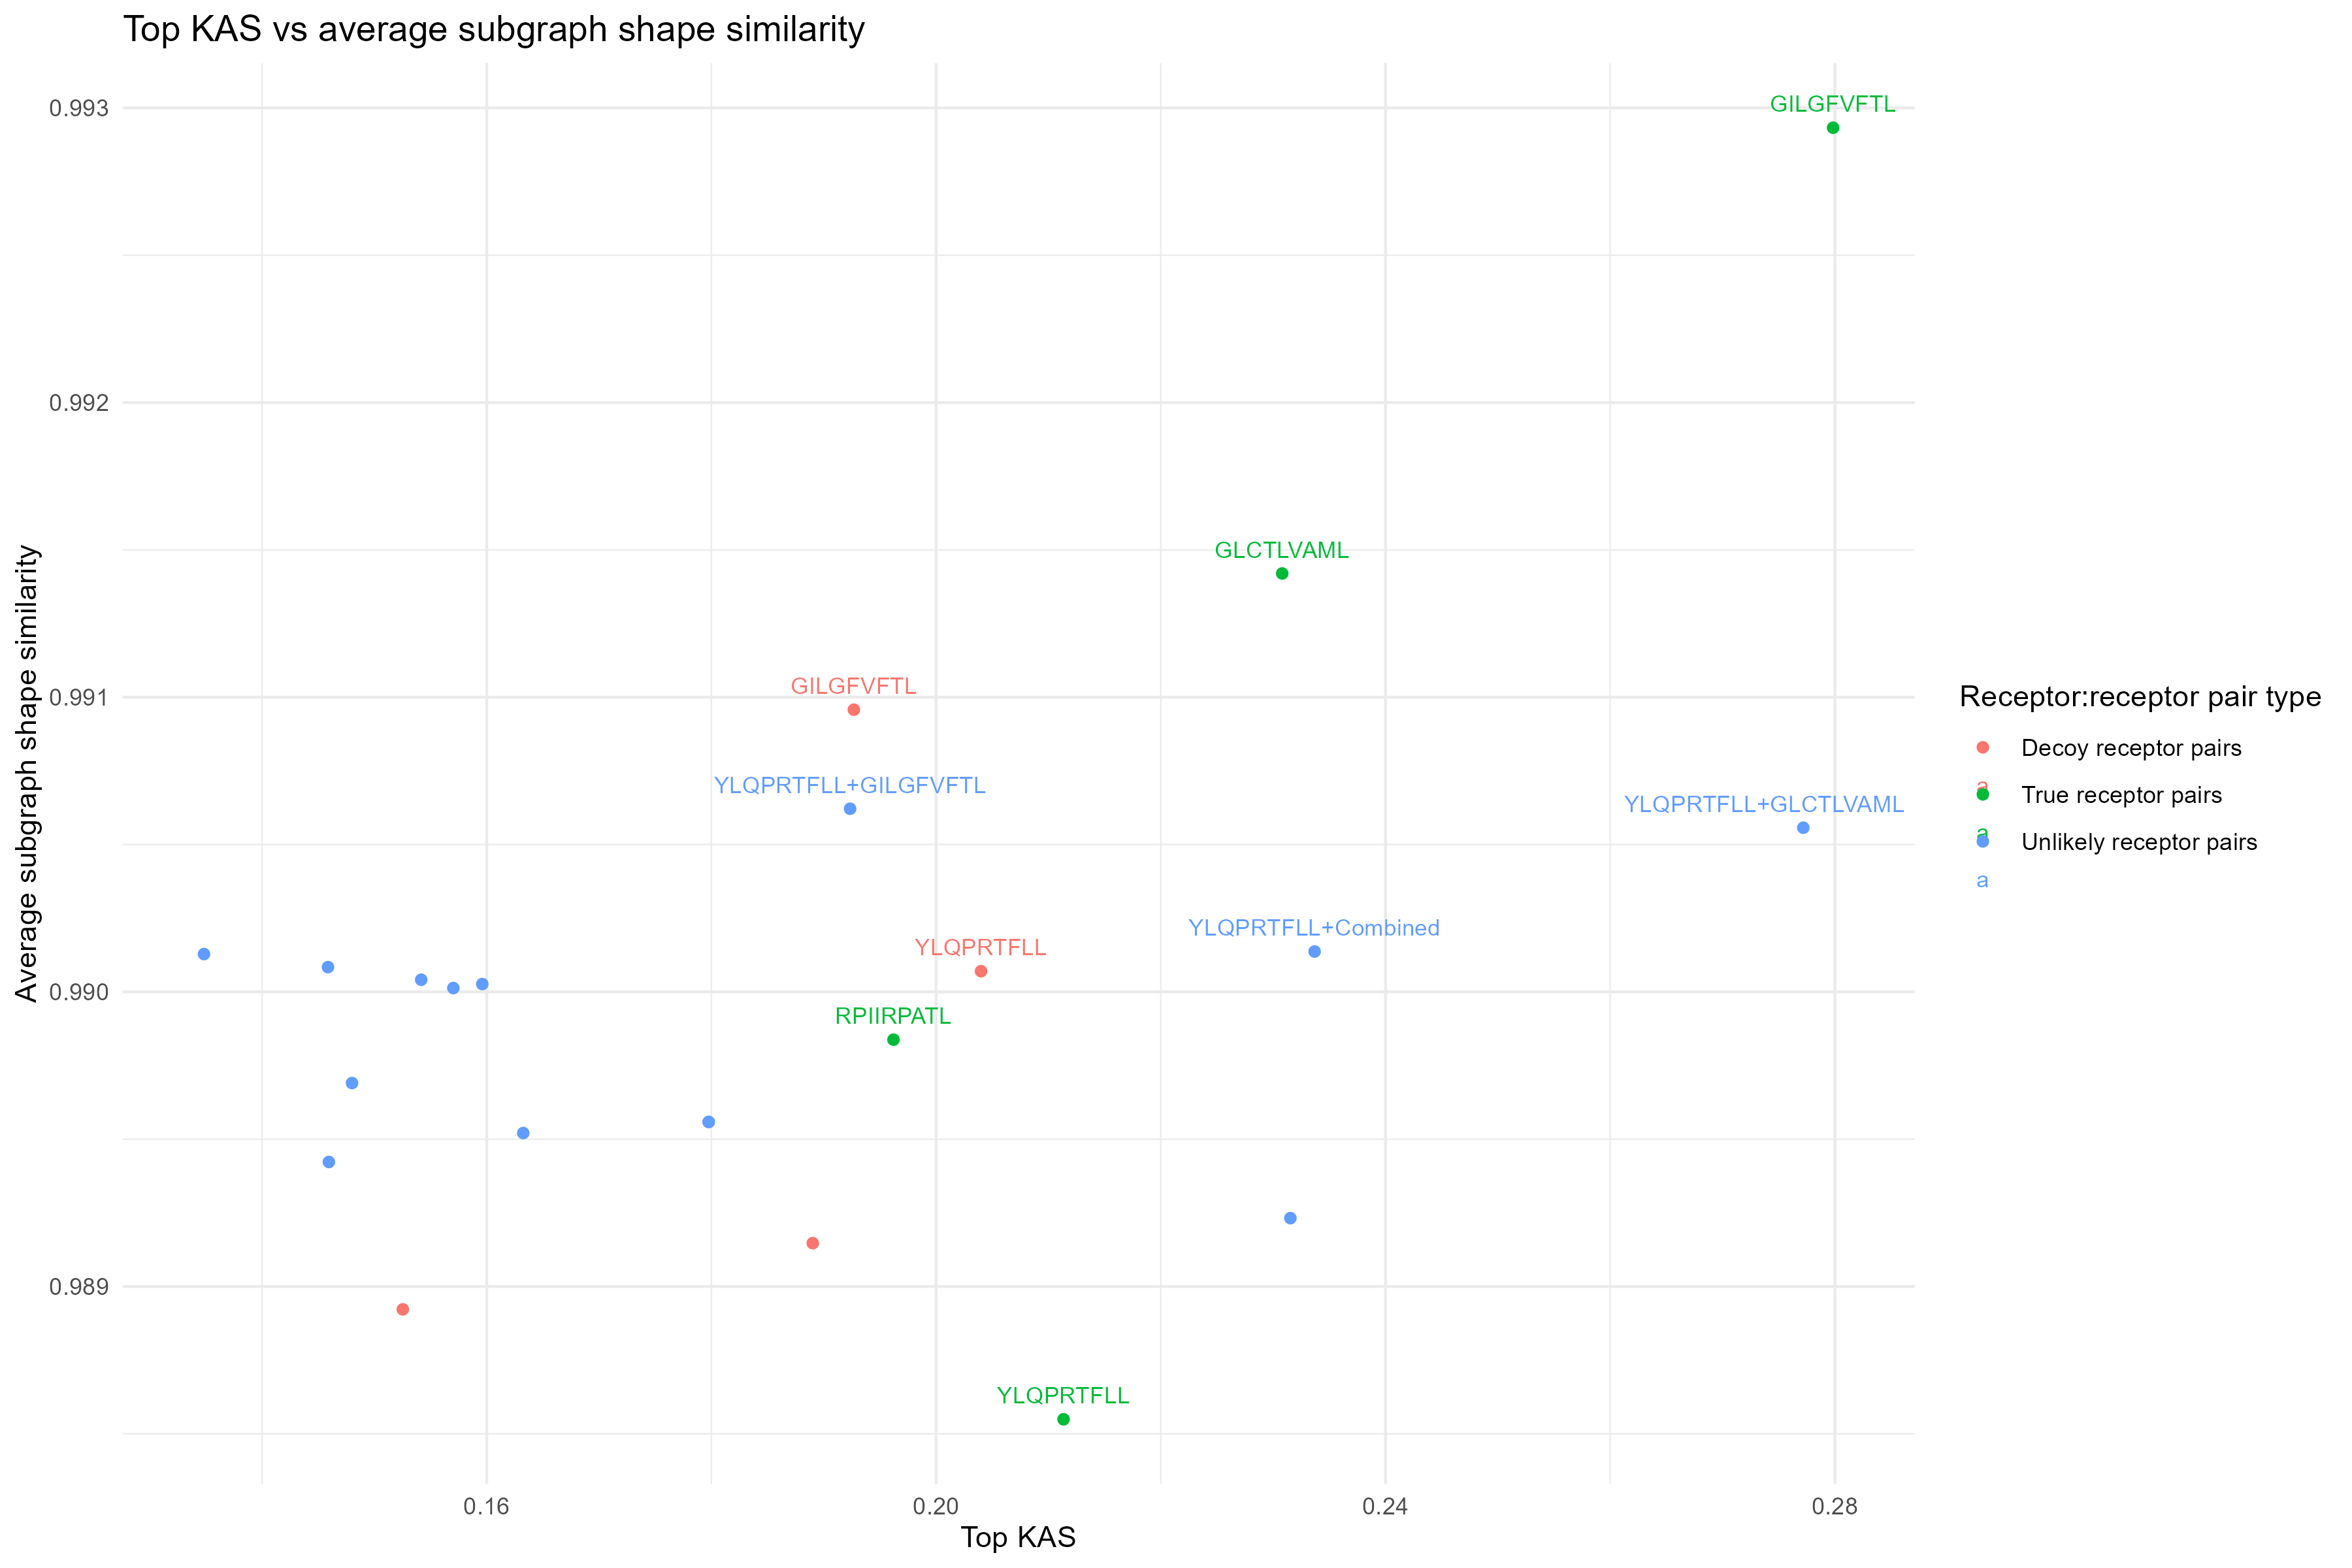 Top KAS vs average subgraph shape similarity
0.993
0.992
0.991
0.990
0.989
Average subgraph shape similarity
GILGFVFTL
GLCTLVAML
GILGFVFTL
YLQPRTFLL+GILGFVFTL
YLQPRTFLL+GLCTLVAML
YLQPRTFLL+Combined
YLQPRTFLL
RPIIRPATL
YLQPRTFLL
0.16
0.20
0.24
0.28
Top KAS
Receptor:receptor pair type
Decoy receptor pairs
a
True receptor pairs
a
Unlikely receptor pairs
a